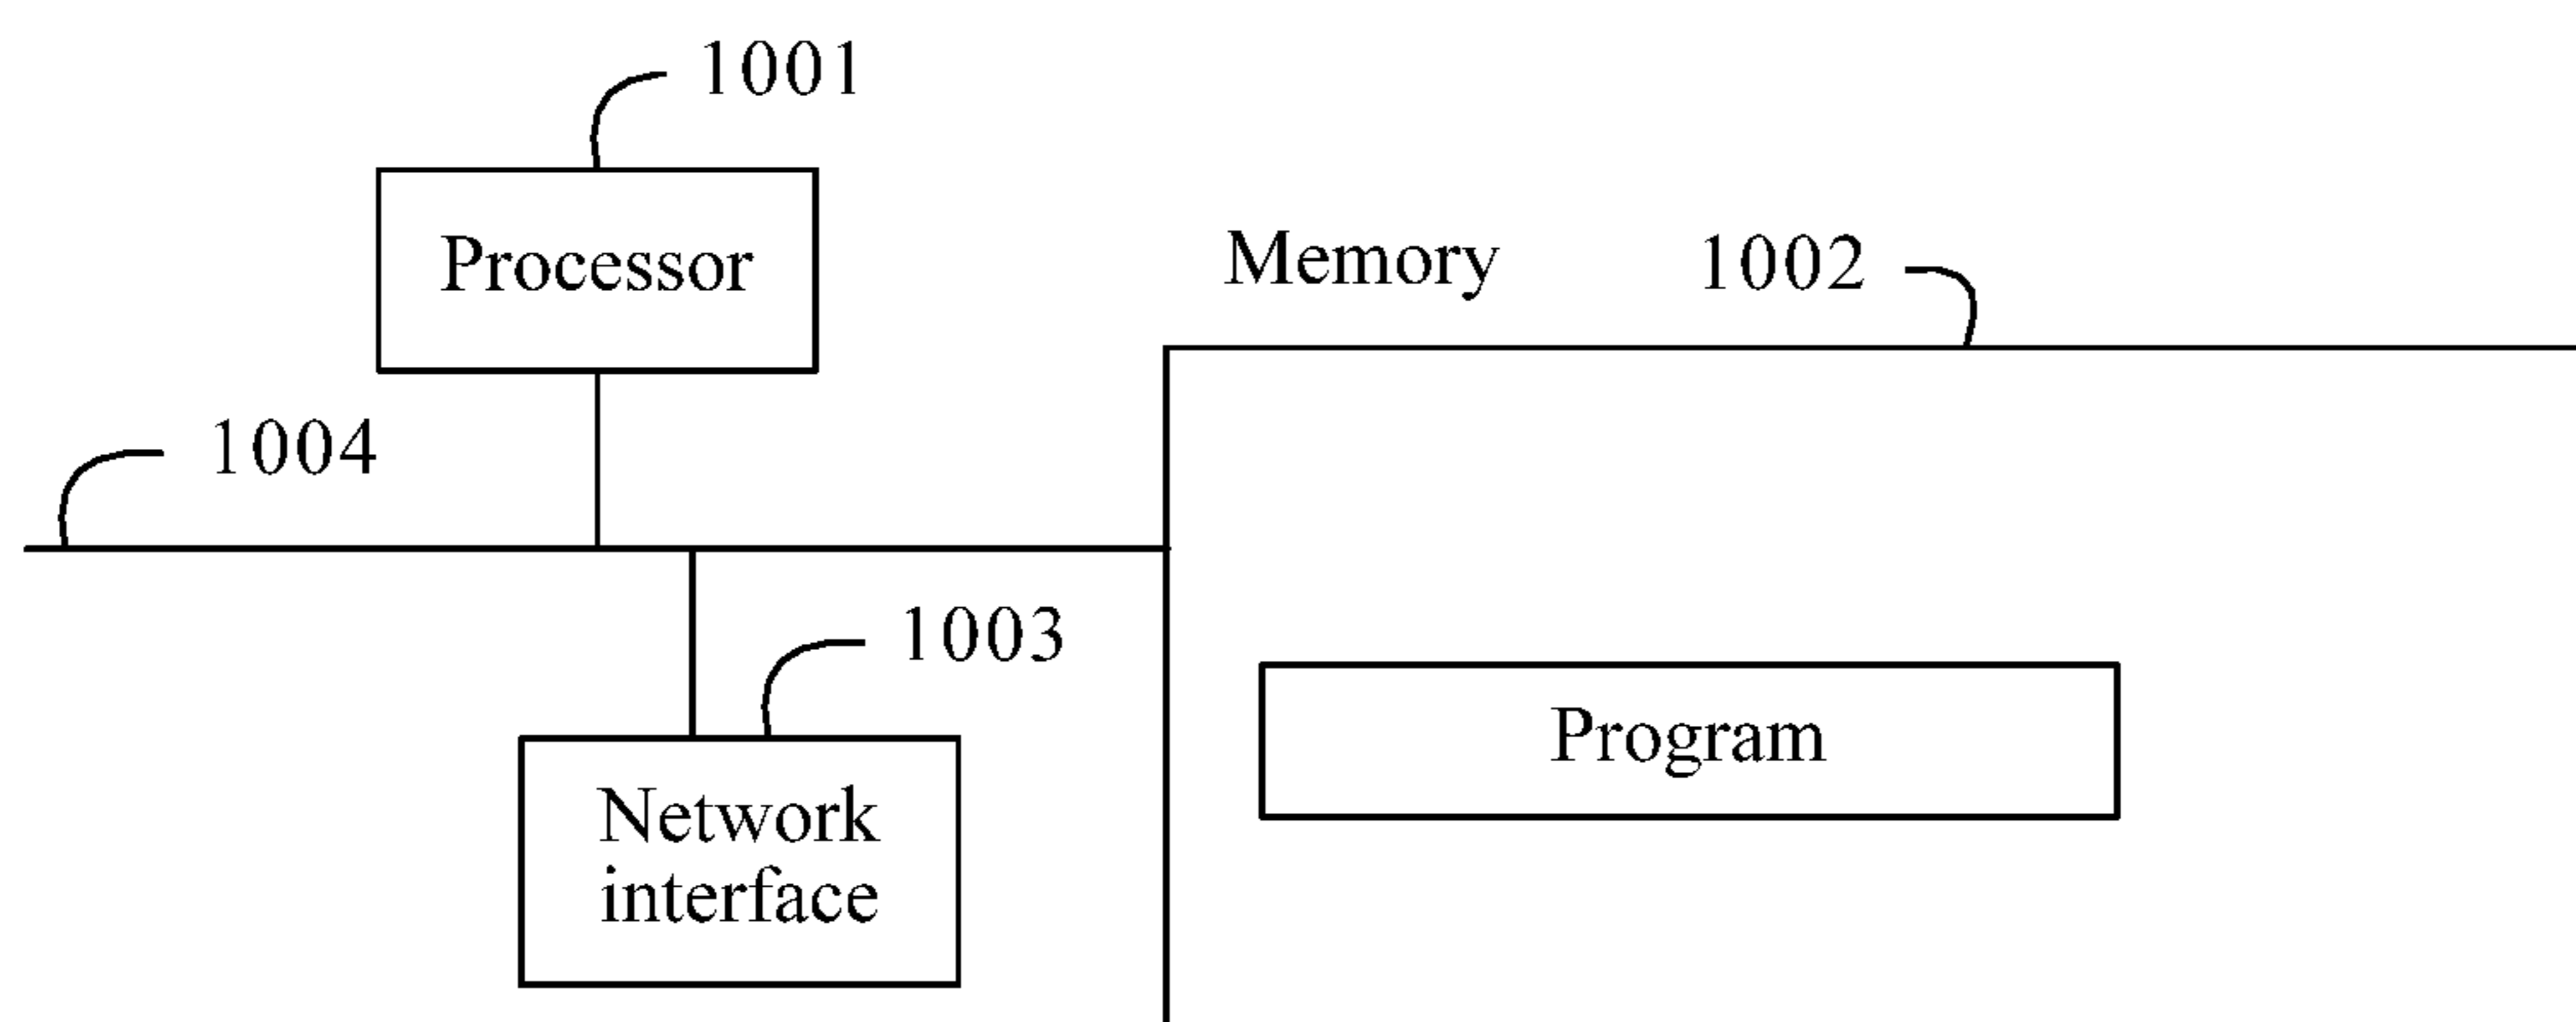 1001
Processor
Memory
1002
1004
1003
Program
Network
interface